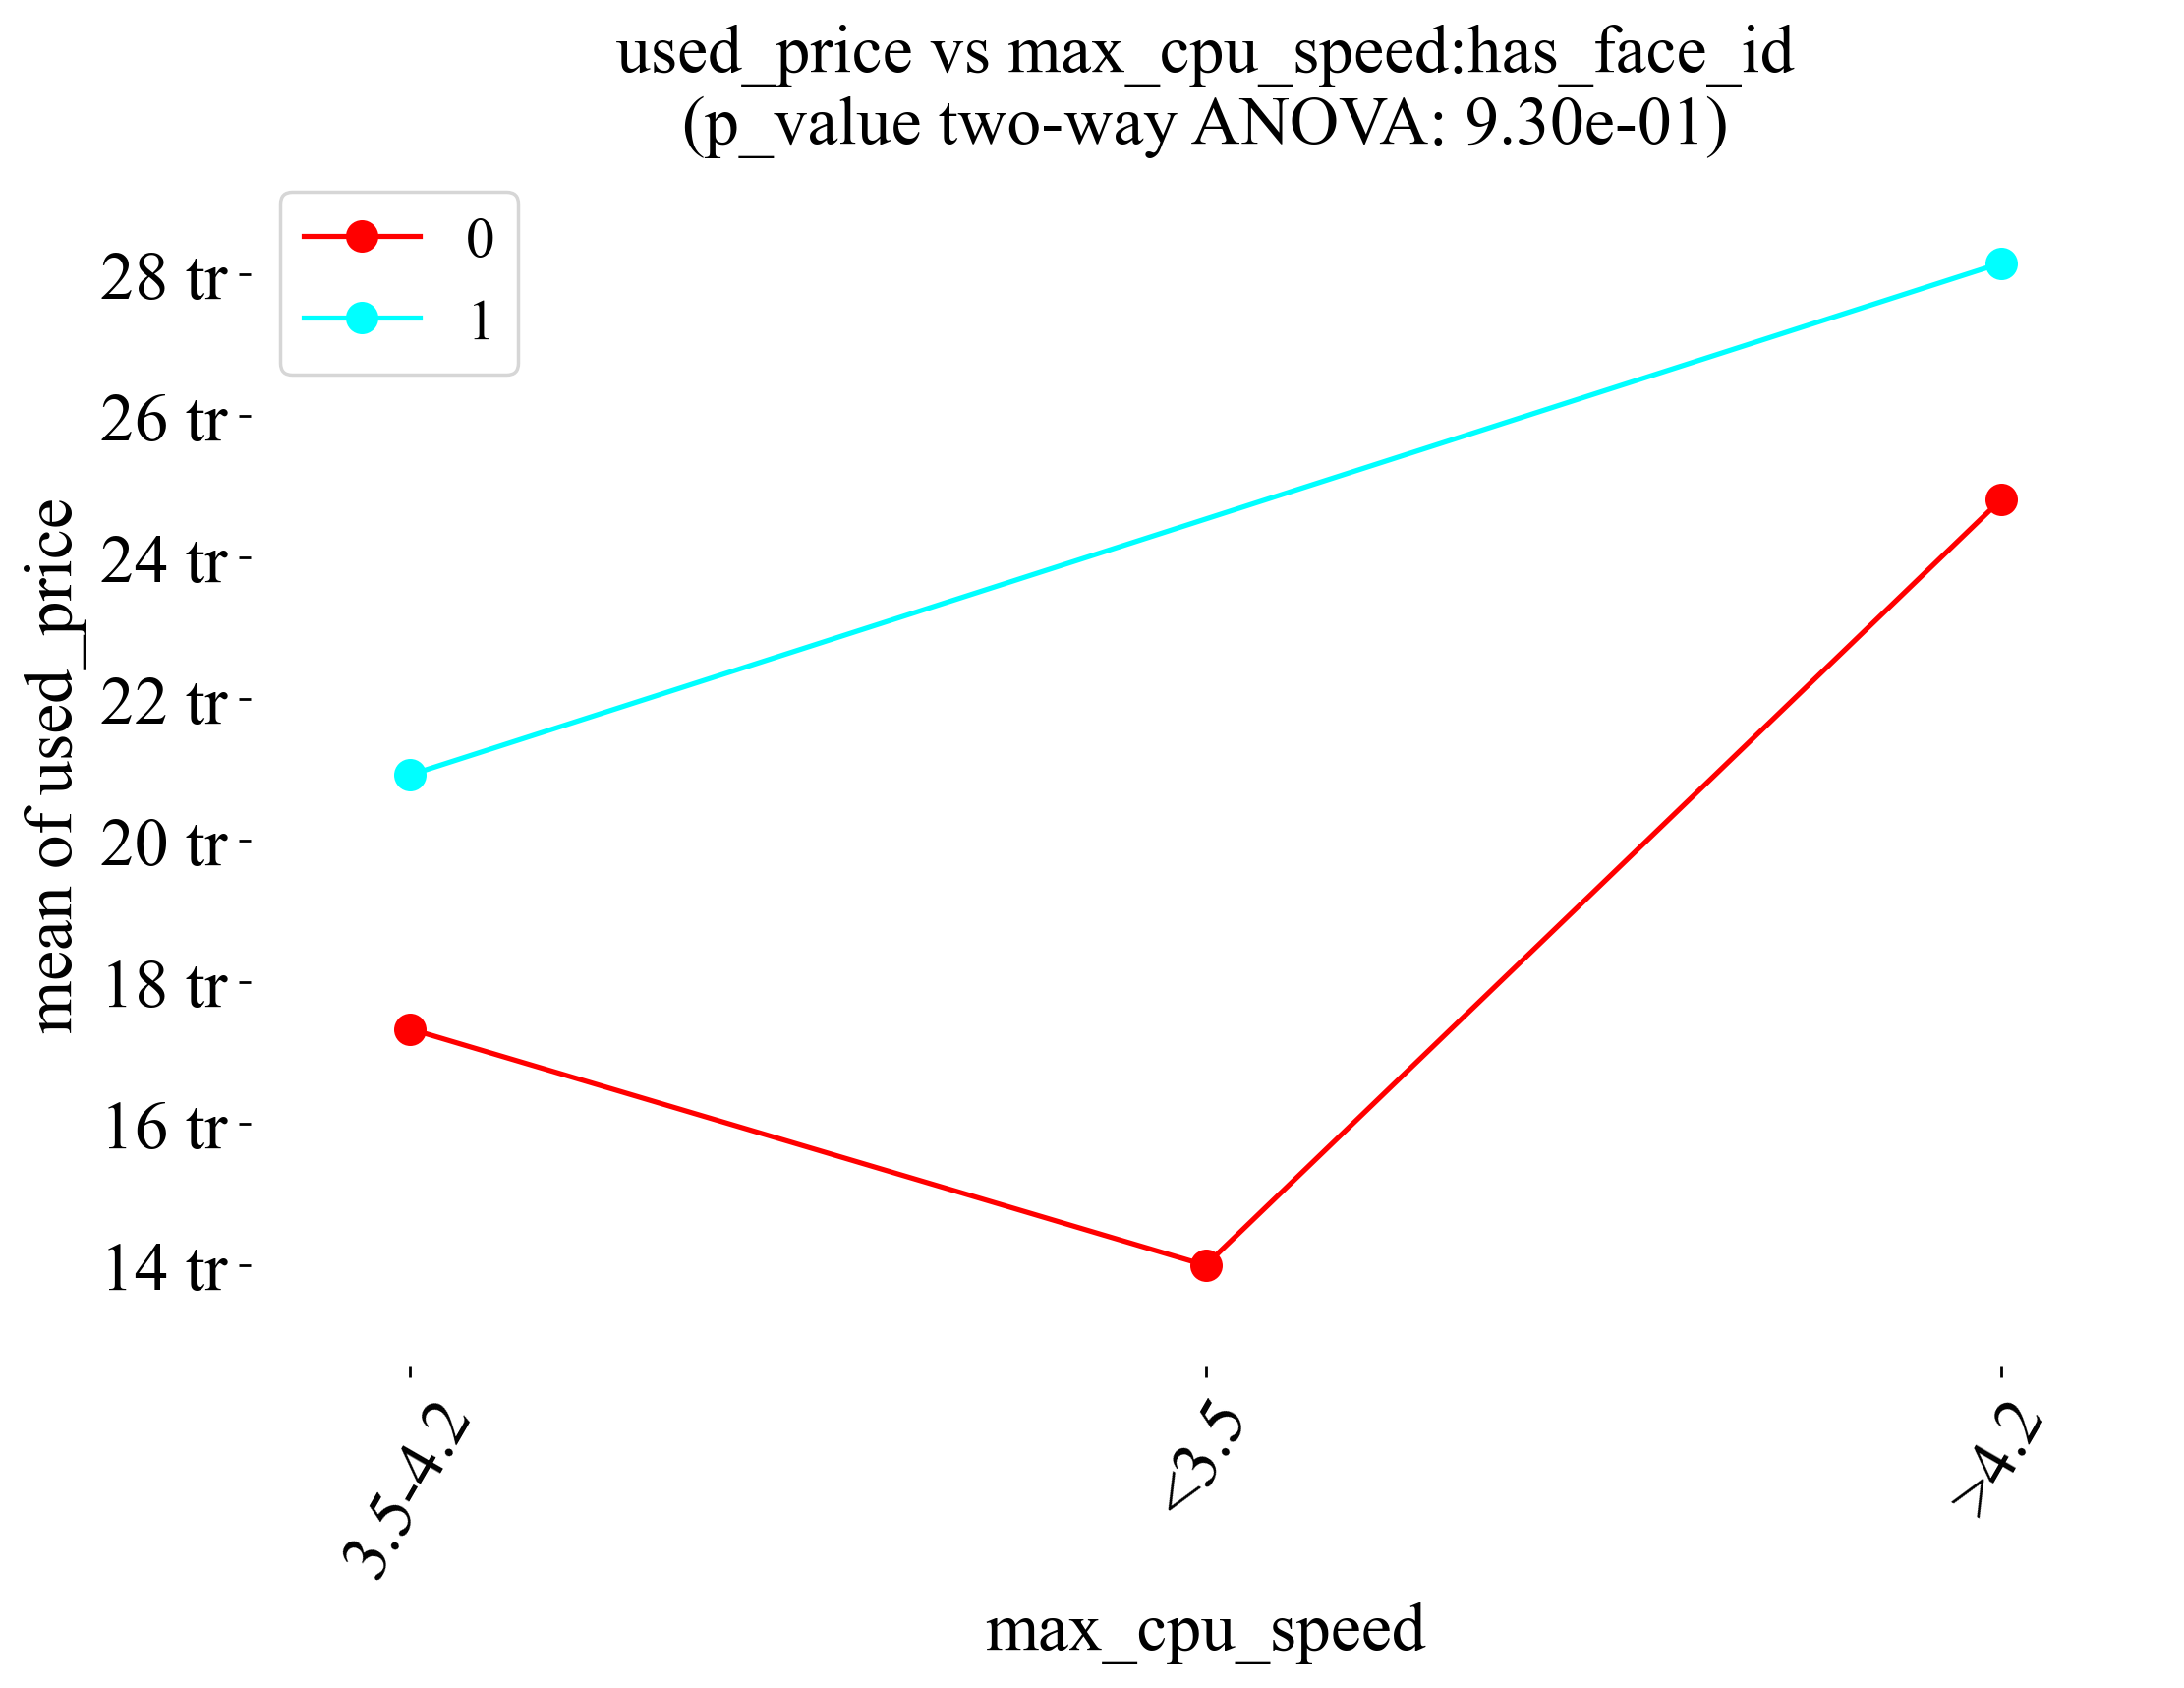 used_price vs max_cpu_speed:has_face_id
(p_value two-way ANOVA: 9.30e-01)
0
1
28 tr
26 tr
24 tr
22 tr
20 tr
18 tr
16 tr
14 tr
mean of used_price
3.5-4.2
<3.5
>4.2
max_cpu_speed